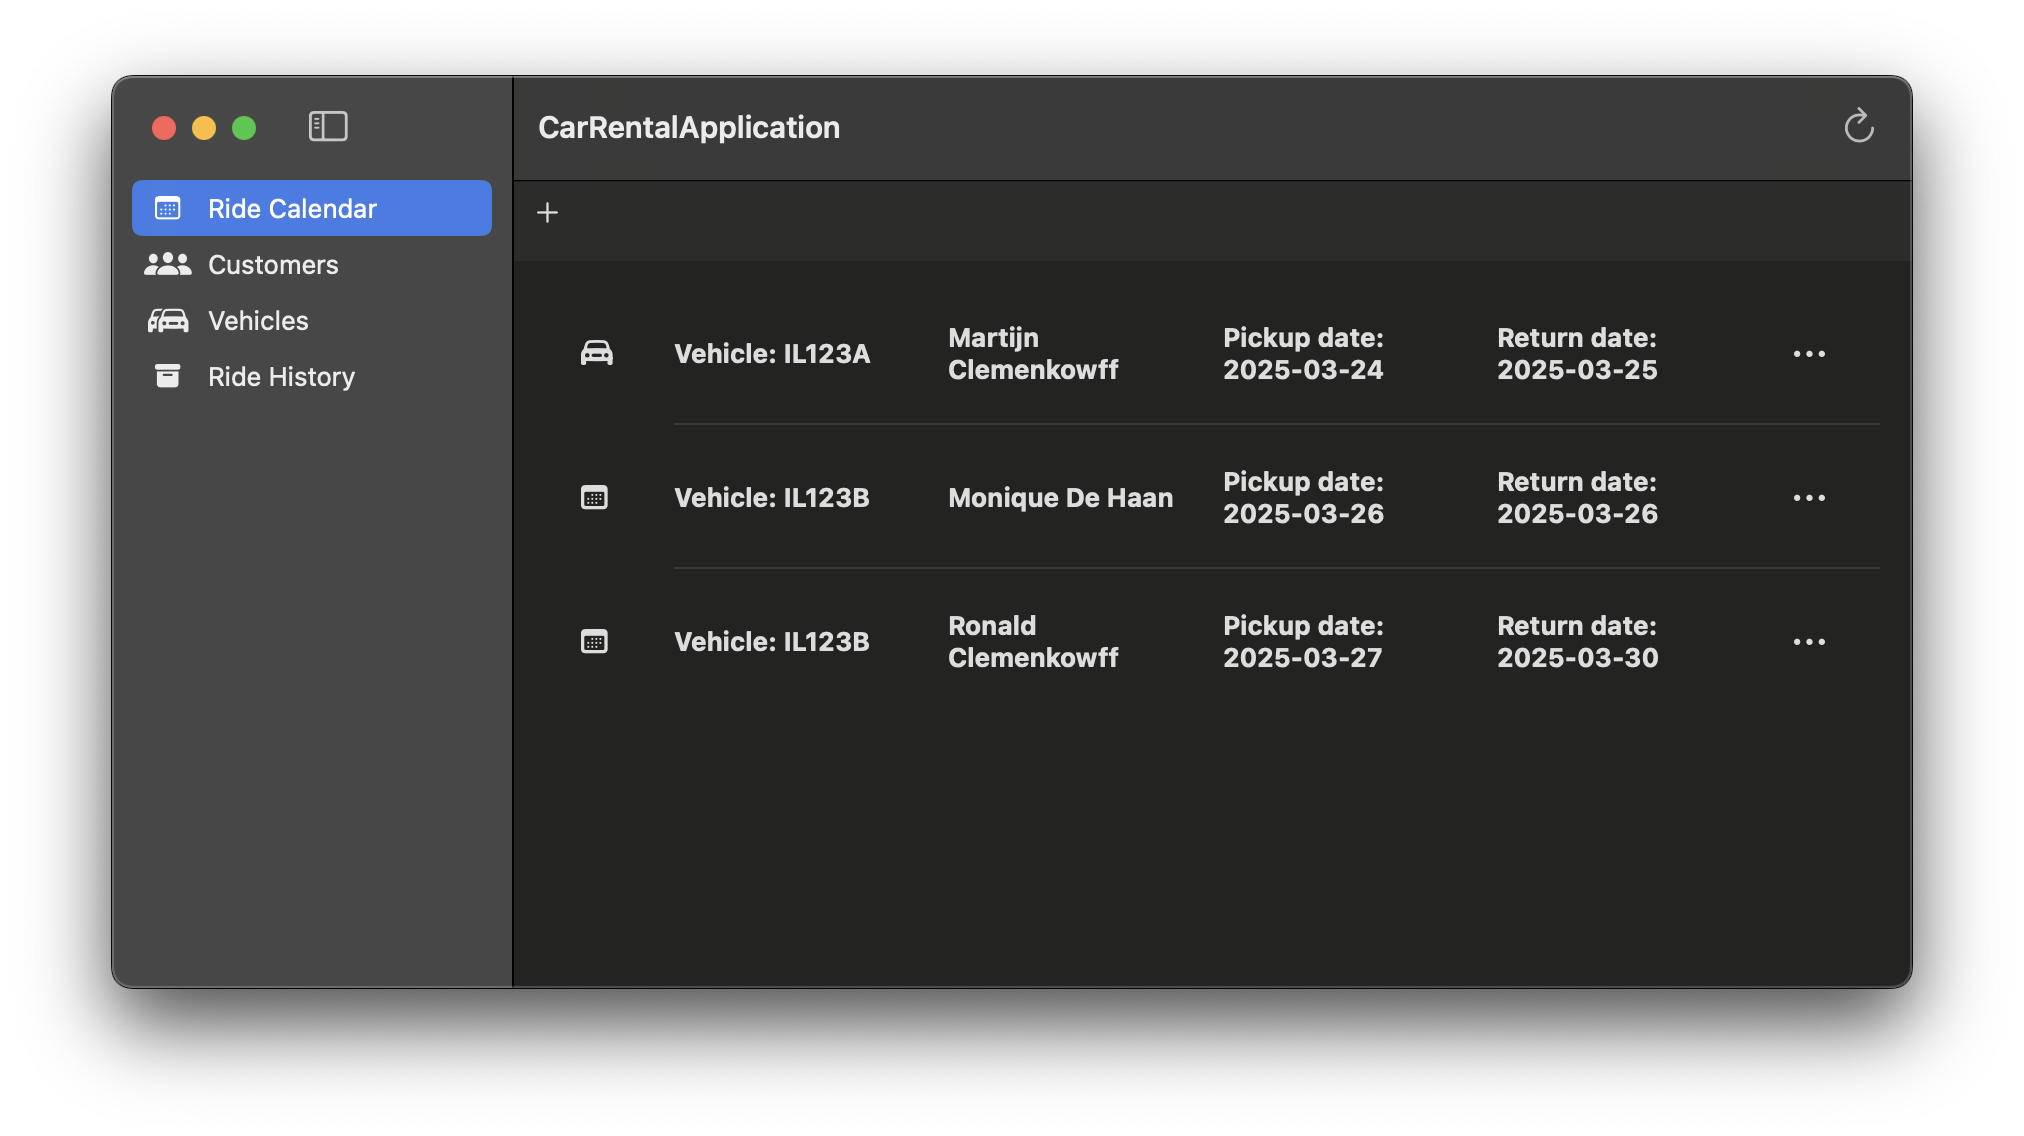 CarRentalApplication
Ride Calendar
Customers
Vehicles
Ride History
Vehicle: IL123A
Martijn
Clemenkowff
Pickup date:
2025-03-24
Return date:
2025-03-25
Vehicle: IL123B
Monique De Haan
Pickup date:
2025-03-26
Return date:
2025-03-26
Vehicle: IL123B
Ronald
Clemenkowff
Pickup date:
2025-03-27
Return date:
2025-03-30